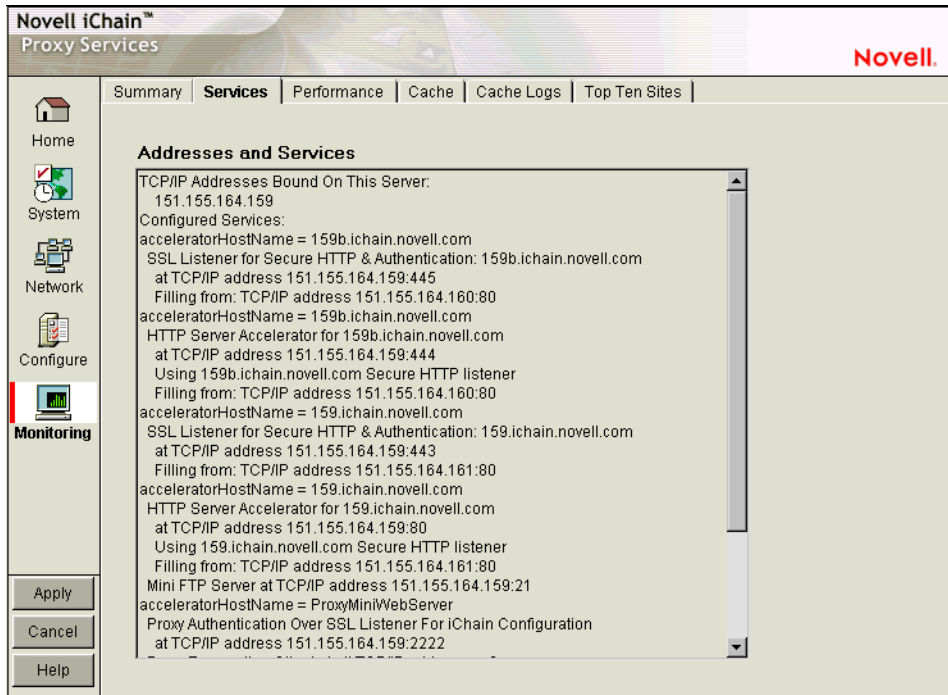 Novell iChain™
Proxy Services
Novell.
Summary
Services
Performance
Cache
Cache Logs
Top Ten Sites
Home
System
Network
Configure
Monitoring
Addresses and Services
TCP/IP Addresses Bound On This Server:
151.155.164.159
Configured Services:
acceleratorHostName = 159b.ichain.novell.com
SSL Listener for Secure HTTP & Authentication: 159b.ichain.novell.com
at TCP/IP address 151.155.164.159:445
Filling from: TCP/IP address 151.155.164.160:80
acceleratorHostName = 159b.ichain.novell.com
HTTP Server Accelerator for 159b.ichain.novell.com
at TCP/IP address 151.155.164.159:444
Using 159b.ichain.novell.com Secure HTTP listener
Filling from: TCP/IP address 151.155.164.160:80
acceleratorHostName = 159.ichain.novell.com
SSL Listener for Secure HTTP & Authentication: 159.ichain.novell.com
at TCP/IP address 151.155.164.159:443
Filling from: TCP/IP address 151.155.164.161:80
acceleratorHostName = 159.ichain.novell.com
HTTP Server Accelerator for 159.ichain.novell.com
at TCP/IP address 151.155.164.159:80
Using 159.ichain.novell.com Secure HTTP listener
Filling from: TCP/IP address 151.155.164.161:80
Mini FTP Server at TCP/IP address 151.155.164.159:21
acceleratorHostName = ProxyMiniWebServer
Proxy Authentication Over SSL Listener For iChain Configuration
at TCP/IP address 151.155.164.159:2222
Apply
Cancel
Help